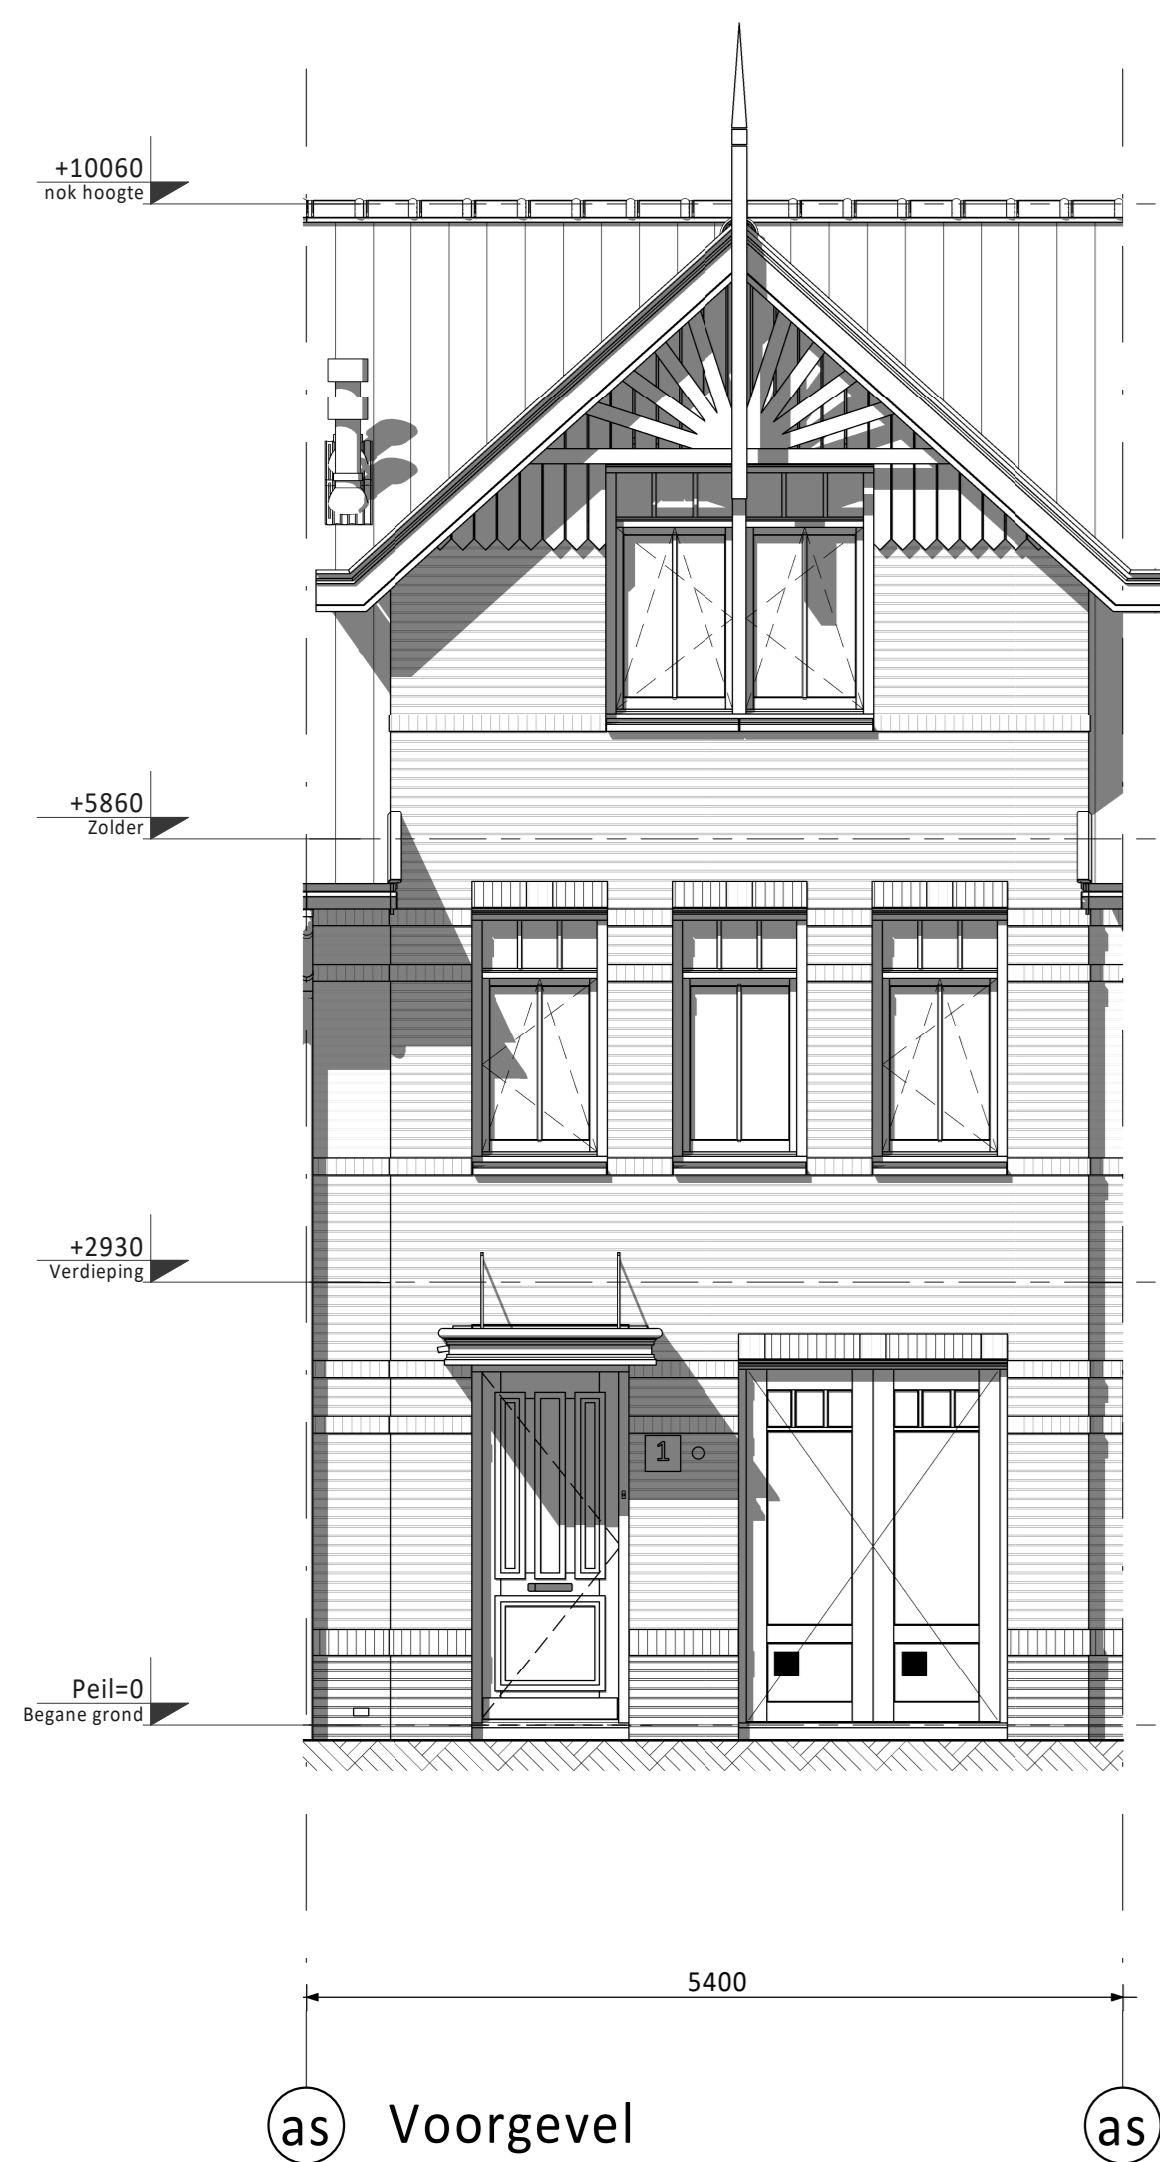 +10060
nok hoogte
+5860
Zolder
+2930
Verdieping
1
Peil=0
Begane grond
5400
as Voorgevel as